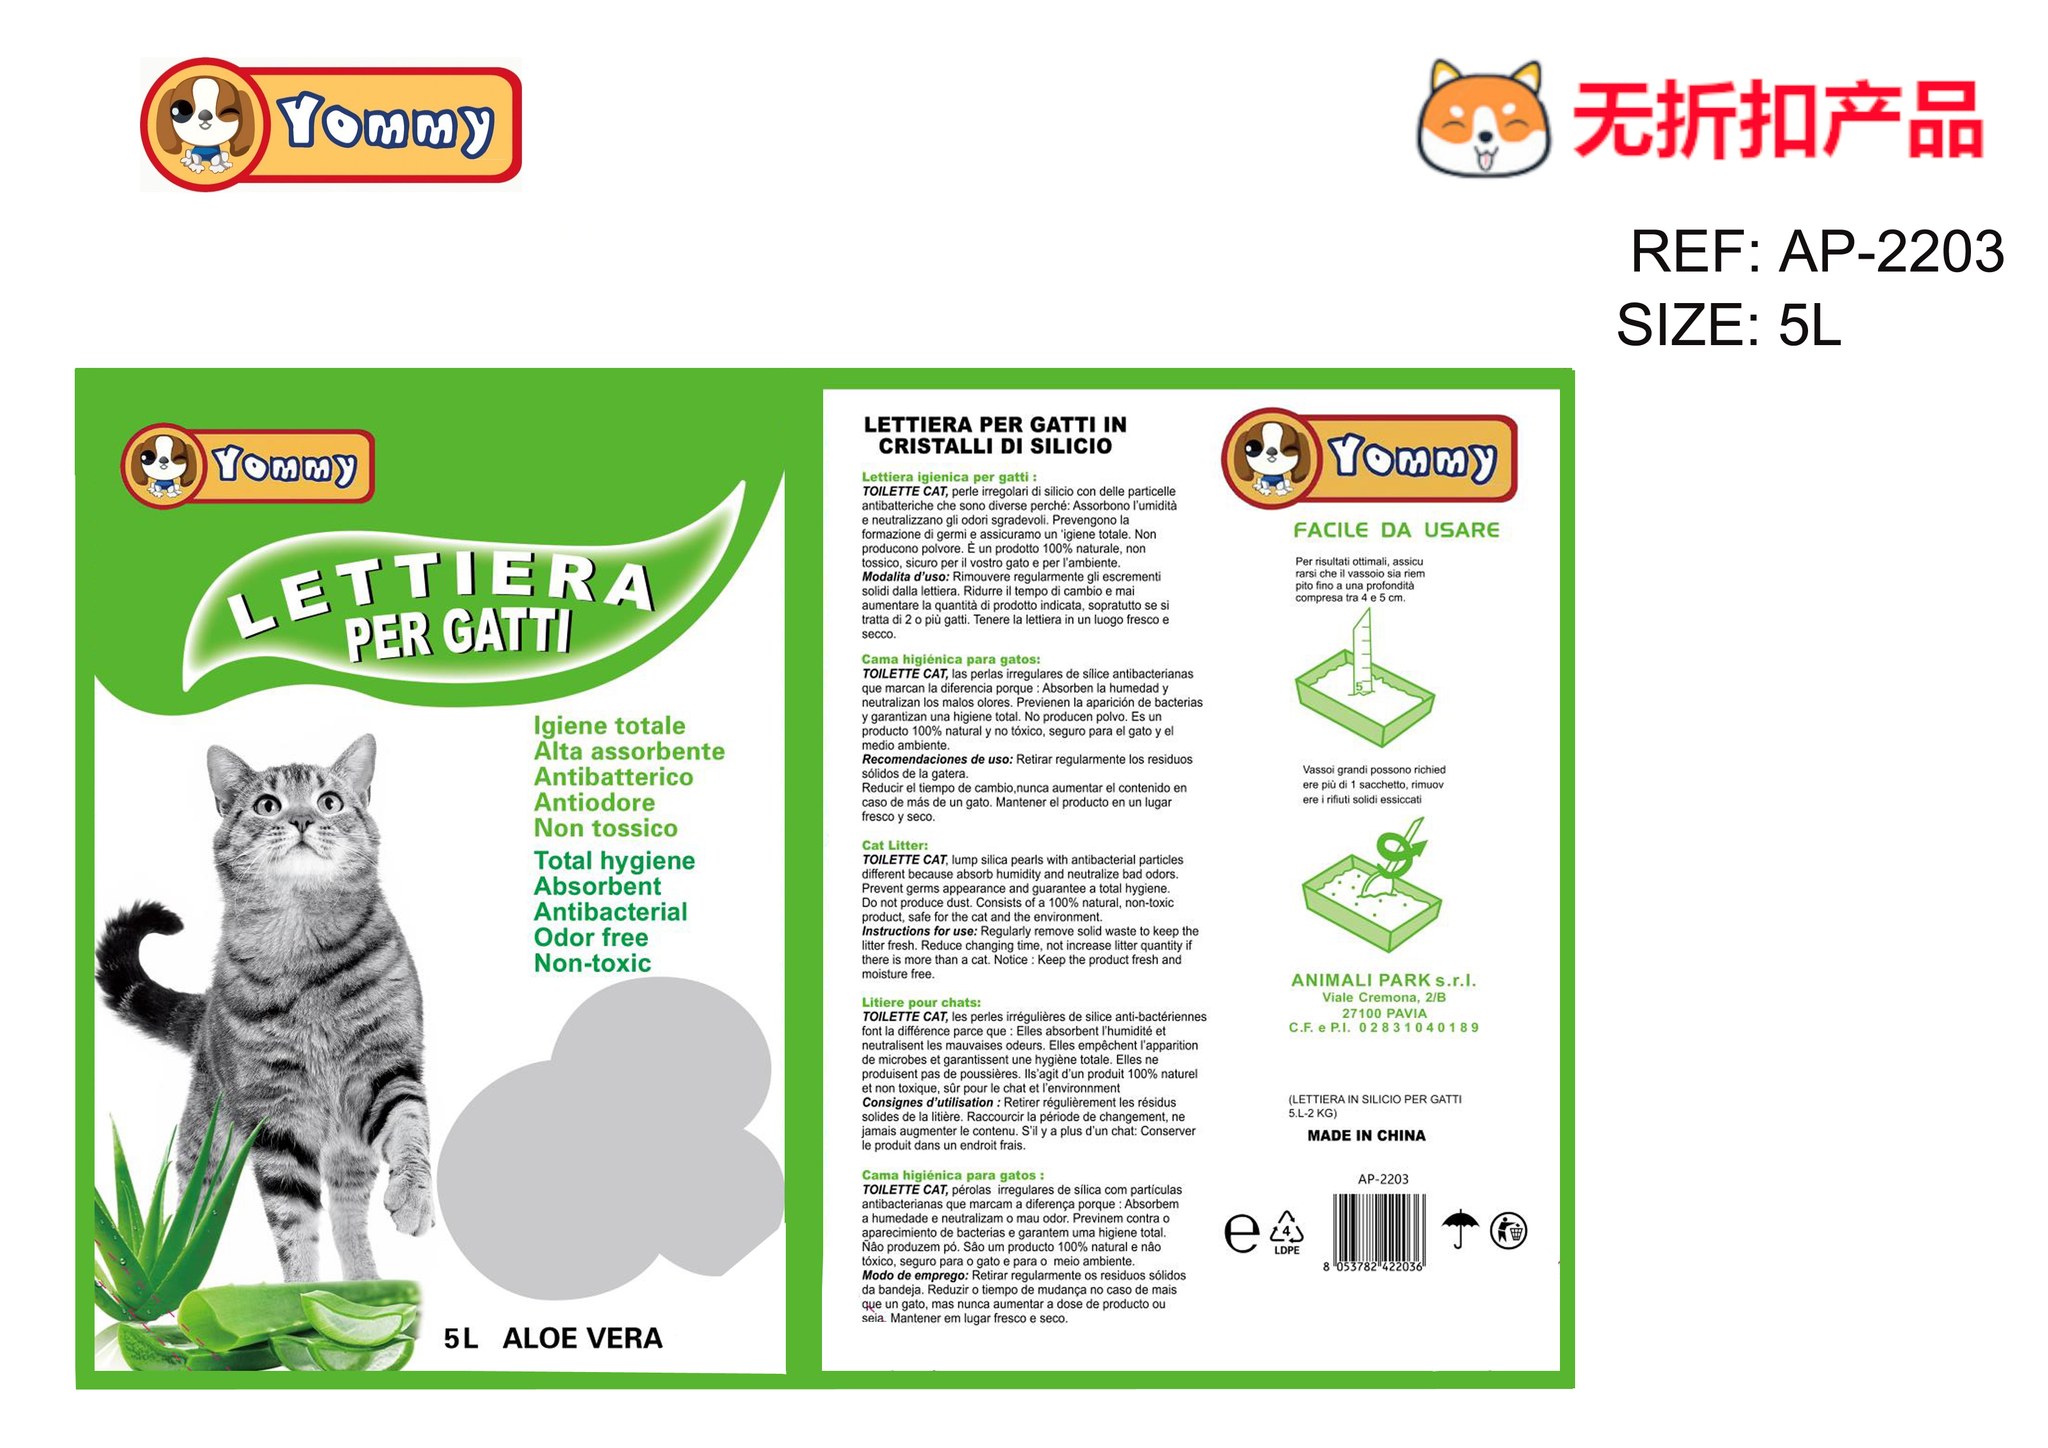 Yommy
无折扣产品
REF: AP-2203
SIZE: 5L
Yommy
LETTIERA
PER GATTI
Igiene totale
Alta assorbente
Antibatterico
Antiodore
Non tossico
Total hygiene
Absorbent
Antibacterial
Odor free
Non-toxic
5L ALOE VERA
LETTIERA PER GATTI IN
CRISTALLI DI SILICIO
Lettiera igienica per gatti :
TOILETTE CAT, perle irregolari di silicio con delle particelle
antibatteriche che sono diverse perché: Assorbono l'umidità
e neutralizzano gli odori sgradevoli. Prevengono la
formazione di germi e assicuramo un 'igiene totale. Non
producono polvore. È un prodotto 100% naturale, non
tossico, sicuro per il vostro gato e per l'ambiente.
Modalita d'uso: Rimouvere regularmente gli escrementi
solidi dalla lettiera. Ridurre il tempo di cambio e mai
aumentare la quantità di prodotto indicata, sopratutto se si
tratta di 2 o più gatti. Tenere la lettiera in un luogo fresco e
secco.
Cama higiénica para gatos:
TOILETTE CAT, las perlas irregulares de sílice antibacterianas
que marcan la diferencia porque : Absorben la humedad y
neutralizan los malos olores. Previenen la aparición de bacterias
y garantizan una higiene total. No producen polvo. Es un
producto 100% natural y no tóxico, seguro para el gato y el
medio ambiente.
Recomendaciones de uso: Retirar regularmente los residuos
sólidos de la gatera.
Reducir el tiempo de cambio,nunca aumentar el contenido en
caso de más de un gato. Mantener el producto en un lugar
fresco y seco.
Cat Litter:
TOILETTE CAT, lump silica pearls with antibacterial particles
different because absorb humidity and neutralize bad odors.
Prevent germs appearance and guarantee a total hygiene.
Do not produce dust. Consists of a 100% natural, non-toxic
product, safe for the cat and the environment.
Instructions for use: Regularly remove solid waste to keep the
litter fresh. Reduce changing time, not increase litter quantity if
there is more than a cat. Notice : Keep the product fresh and
moisture free.
Litiere pour chats:
TOILETTE CAT, les perles irrégulières de silice anti-bactériennes
font la différence parce que : Elles absorbent l'humidité et
neutralisent les mauvaises odeurs. Elles empêchent l'apparition
de microbes et garantissent une hygiène totale. Elles ne
produisent pas de poussières. Ils'agit d'un produit 100% naturel
et non toxique, sûr pour le chat et l'environnment
Consignes d'utilisation : Retirer régulièrement les résidus
solides de la litière. Raccourcir la période de changement, ne
jamais augmenter le contenu. S'il y a plus d'un chat: Conserver
le produit dans un endroit frais.
Cama higiénica para gatos :
TOILETTE CAT, pérolas irregulares de sílica com partículas
antibacterianas que marcam a diferença porque : Absorbem
a humedade e neutralizam o mau odor. Previnem contra o
aparecimento de bacterias e garantem uma higiene total.
Ñâo produzem pó. Sâo um producto 100% natural e nâo
tóxico, seguro para o gato e para o meio ambiente.
Modo de emprego: Retirar regularmente os residuos sólidos
da bandeja. Reduzir o tiempo de mudança no caso de mais
que un gato, mas nunca aumentar a dose de producto ou
seja. Mantener em lugar fresco e seco.
Yommy
FACILE DA USARE
Per risultati ottimali, assicu
rarsi che il vassoio sia riem
pito fino a una profondità
compresa tra 4 e 5 cm.
5
Vassoi grandi possono richied
ere più di 1 sacchetto, rimuov
ere i rifiuti solidi essiccati
ANIMALI PARK s.r.l.
Viale Cremona, 2/B
27100 PAVIA
C.F. e P.I. 02831040189
(LETTIERA IN SILICIO PER GATTI
5.L-2 KG)
MADE IN CHINA
AP-2203
e
4
LDPE
8 053782 422036